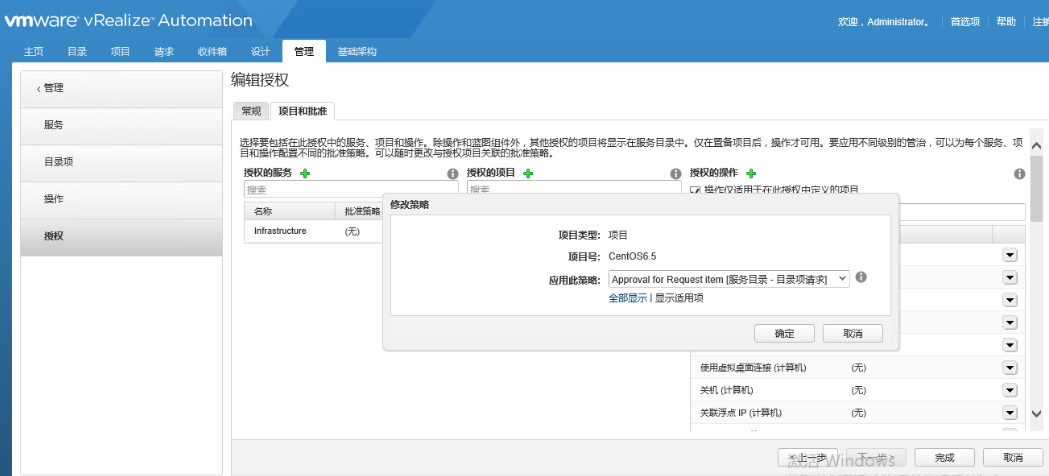 vmware vRealize™ Automation
欢迎，Administrator。 首选项 帮助 注销
主页 目录 项目 请求 收件箱 设计 管理 基础架构
‹ 管理
服务
目录项
操作
授权
编辑授权
常规 项目和批准
选择要包括在此授权中的服务、项目和操作。除操作和蓝图组件外，其他授权的项目将显示在服务目录中。仅在置备项目后，操作才可用。要应用不同级别的管治，可以为每个服务、项
目和操作配置不同的批准策略。可以随时更改与授权项目关联的批准策略。
授权的服务 授权的项目 授权的操作
搜索 搜索 操作仅适用于在此授权中定义的项目
名称 批准策略
Infrastructure (无)
修改策略
项目类型: 项目
项目号: CentOS6.5
应用此策略: Approval for Request item [服务目录 - 目录项请求]
全部显示 | 显示适用项
确定 取消
使用虚拟桌面连接 (计算机) (无)
关机 (计算机) (无)
关联浮点 IP (计算机) (无)
< 上一步 下一步 > 完成 取消
激活 Windows